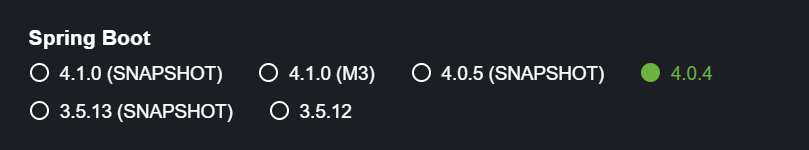 Spring Boot
4.1.0 (SNAPSHOT) 4.1.0 (M3) 4.0.5 (SNAPSHOT) 4.0.4
3.5.13 (SNAPSHOT) 3.5.12